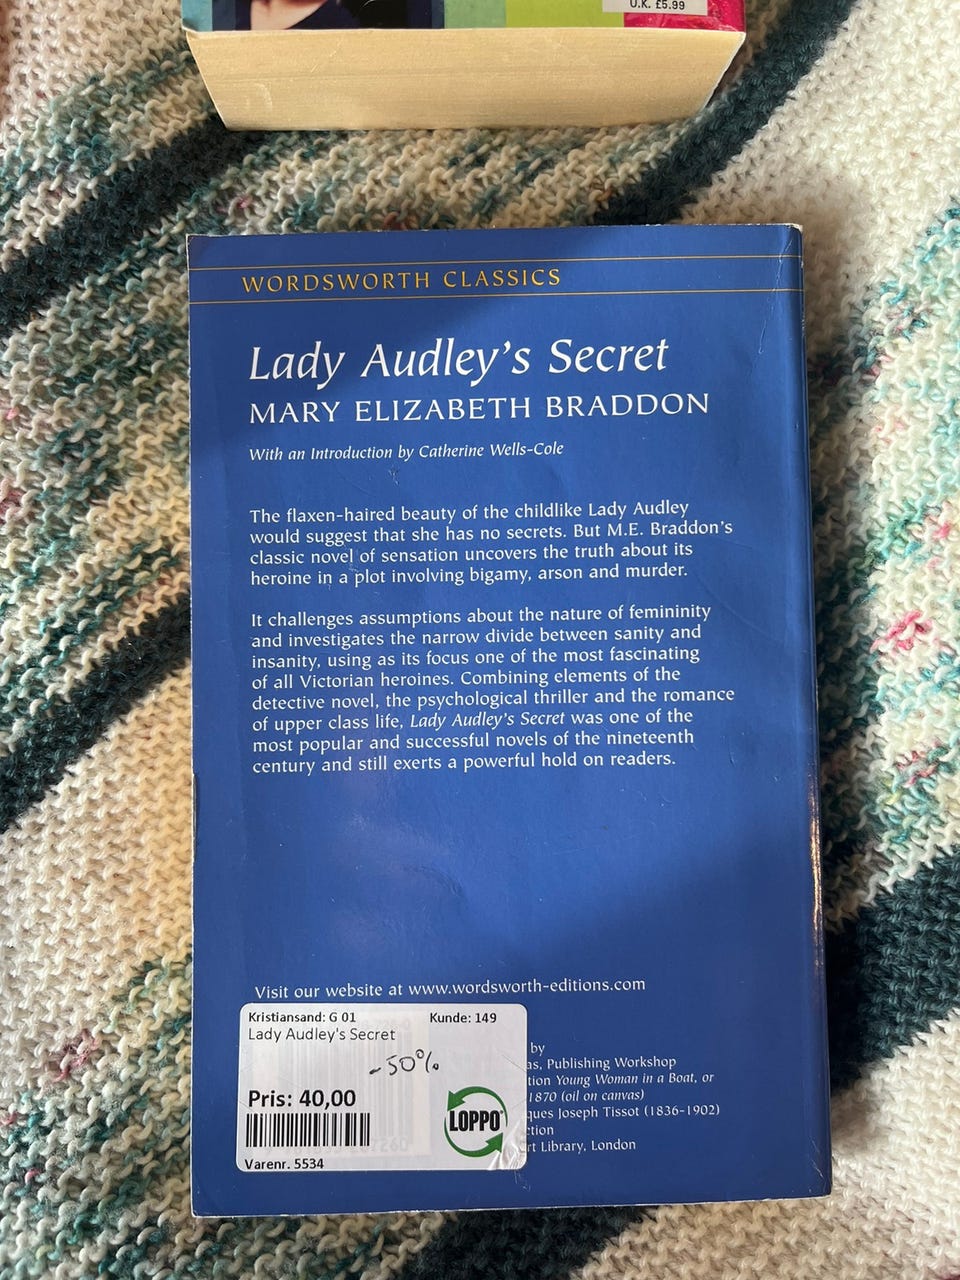 U.K. £5.99
WORDSWORTH CLASSICS
Lady Audley's Secret
MARY ELIZABETH BRADDON
With an Introduction by Catherine Wells-Cole
The flaxen-haired beauty of the childlike Lady Audley
would suggest that she has no secrets. But M.E. Braddon's
classic novel of sensation uncovers the truth about its
heroine in a plot involving bigamy, arson and murder.
It challenges assumptions about the nature of femininity
and investigates the narrow divide between sanity and
insanity, using as its focus one of the most fascinating
of all Victorian heroines. Combining elements of the
detective novel, the psychological thriller and the romance
of upper class life, Lady Audley's Secret was one of the
most popular and successful novels of the nineteenth
century and still exerts a powerful hold on readers.
Visit our website at www.wordsworth-editions.com
Kristiansand: G 01 Kunde: 149
Lady Audley's Secret
-50%
Pris: 40,00
LOPPO
Varenr. 5534
by
as, Publishing Workshop
tion Young Woman in a Boat, or
1870 (oil on canvas)
ques Joseph Tissot (1836-1902)
ction
rt Library, London